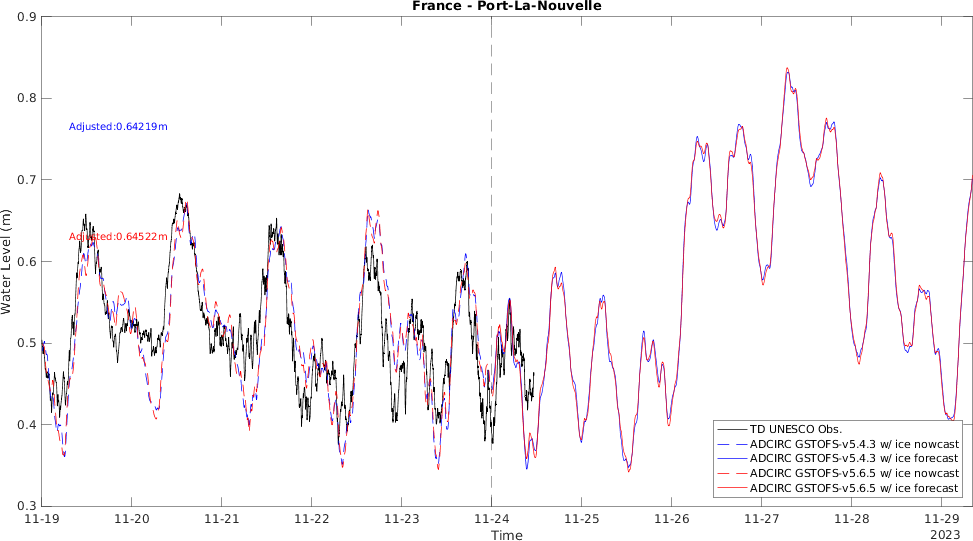 France - Port-La-Nouvelle
0.9
0.8
0.7
0.6
0.5
0.4
0.3
Water Level (m)
Adjusted:0.64219m
Adjusted:0.64522m
TD UNESCO Obs.
ADCIRC GSTOFS-v5.4.3 w/ ice nowcast
ADCIRC GSTOFS-v5.4.3 w/ ice forecast
ADCIRC GSTOFS-v5.6.5 w/ ice nowcast
ADCIRC GSTOFS-v5.6.5 w/ ice forecast
11-19 11-20 11-21 11-22 11-23 11-24 11-25 11-26 11-27 11-28 11-29
Time
2023